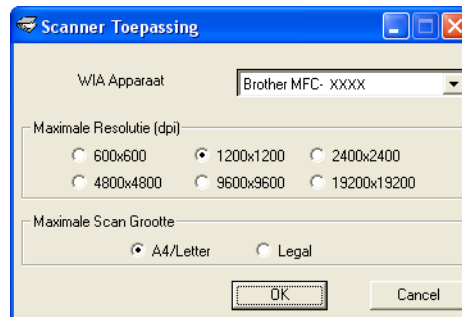 Scanner Toepassing
WIA Apparaat Brother MFC- XXXX
Maximale Resolutie (dpi)
600x600 1200x1200 2400x2400
4800x4800 9600x9600 19200x19200
Maximale Scan Grootte
A4/Letter Legal
OK Cancel